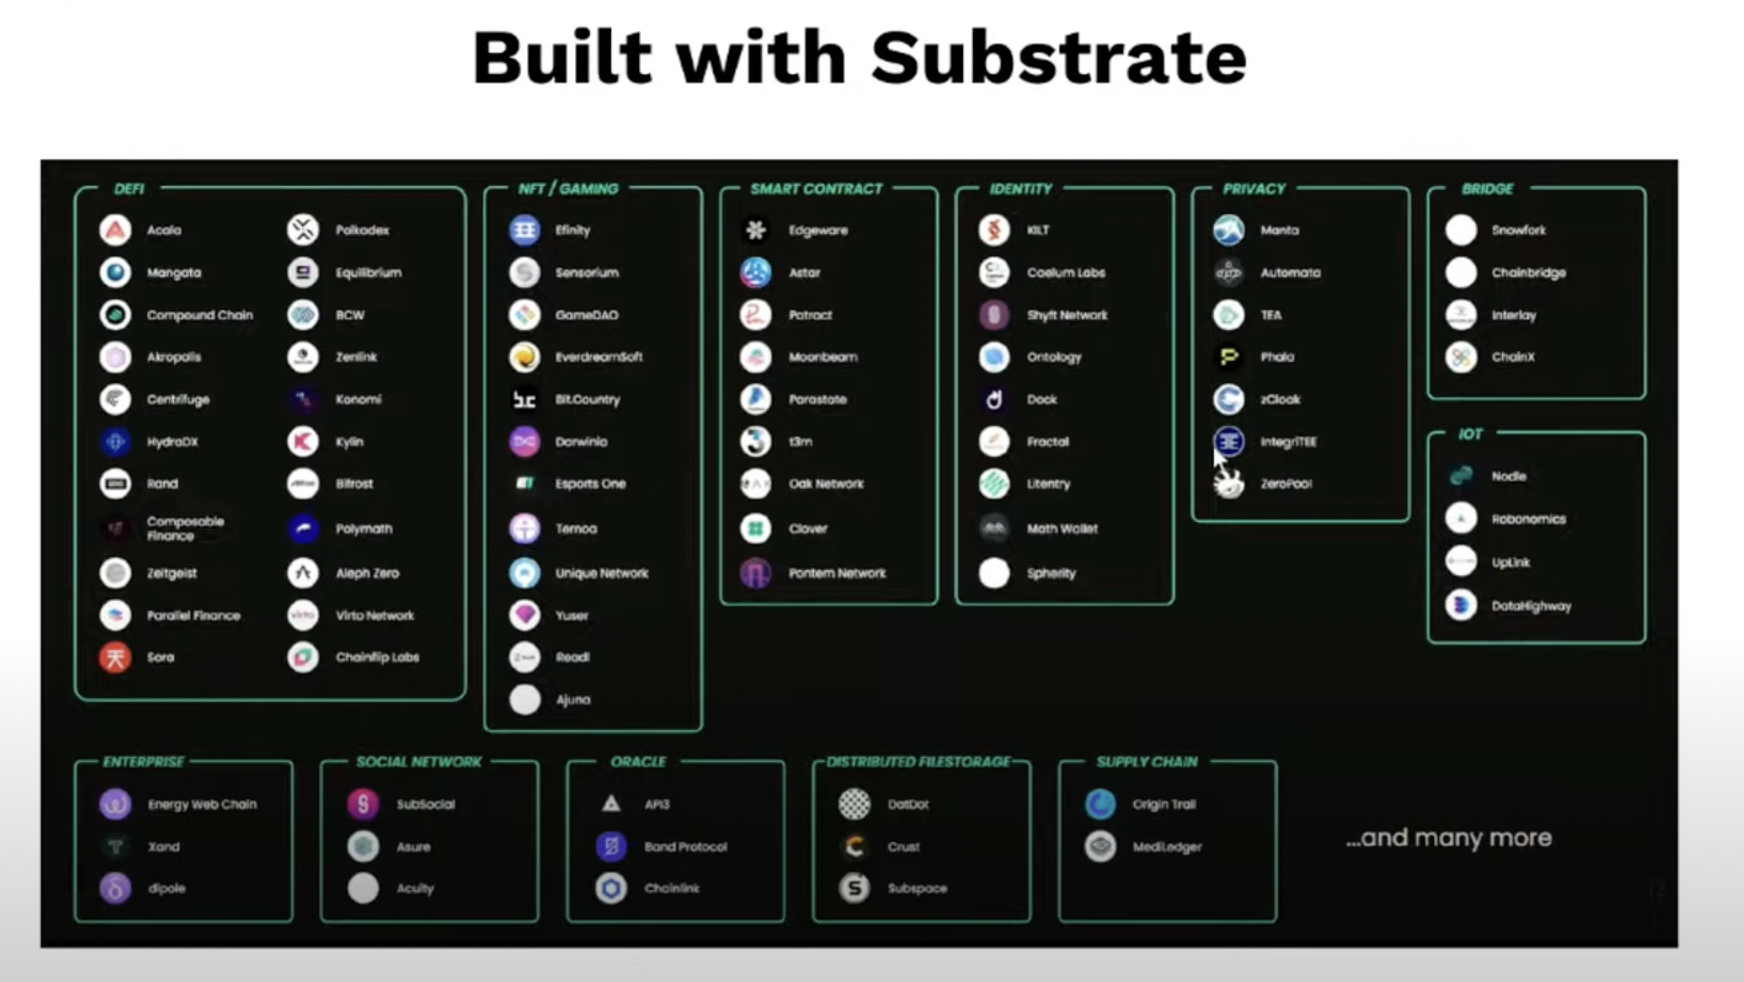 Built with Substrate
DEFI
Acala
Mangata
Compound Chain
Akropolis
Centrifuge
HydraDX
Rand
Composable
Finance
Zeitgeist
Parallel Finance
Sora
Polkadex
Equilibrium
BCW
Zenlink
Konomi
Kylin
Bifrost
Polymath
Aleph Zero
Virto Network
Chainflip Labs
NFT / GAMING
Efinity
Sensorium
GameDAO
EverdreamSoft
Bit.Country
Darwinia
Esports One
Ternoa
Unique Network
Yuser
Readl
Ajuna
SMART CONTRACT
Edgeware
Astar
Patract
Moonbeam
Parastate
t3rn
Oak Network
Clover
Pontem Network
IDENTITY
KILT
Caelum Labs
Shyft Network
Ontology
Dock
Fractal
Litentry
Math Wallet
Spherity
PRIVACY
Manta
Automata
TEA
Phala
zCloak
IntegriTEE
ZeroPool
BRIDGE
Snowfork
Chainbridge
Interlay
ChainX
IOT
Nodle
Robonomics
UpLink
DataHighway
ENTERPRISE
Energy Web Chain
Xand
dipole
SOCIAL NETWORK
SubSocial
Asure
Acuity
ORACLE
API3
Band Protocol
Chainlink
DISTRIBUTED FILESTORAGE
DatDot
Crust
Subspace
SUPPLY CHAIN
Origin Trail
MediLedger
...and many more